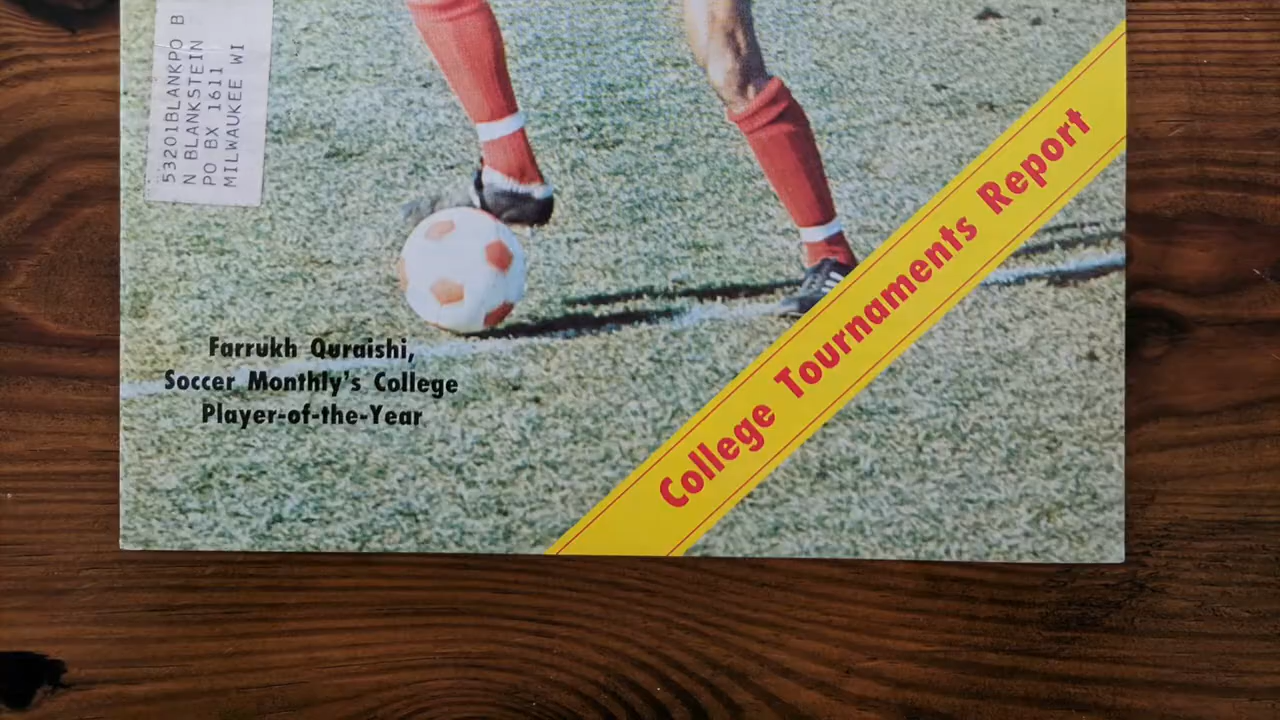 53201BLANKPO B
N BLANKSTEIN
PO BX 1611
MILWAUKEE WI
Farrukh Quraishi,
Soccer Monthly's College
Player-of-the-Year
College Tournaments Report